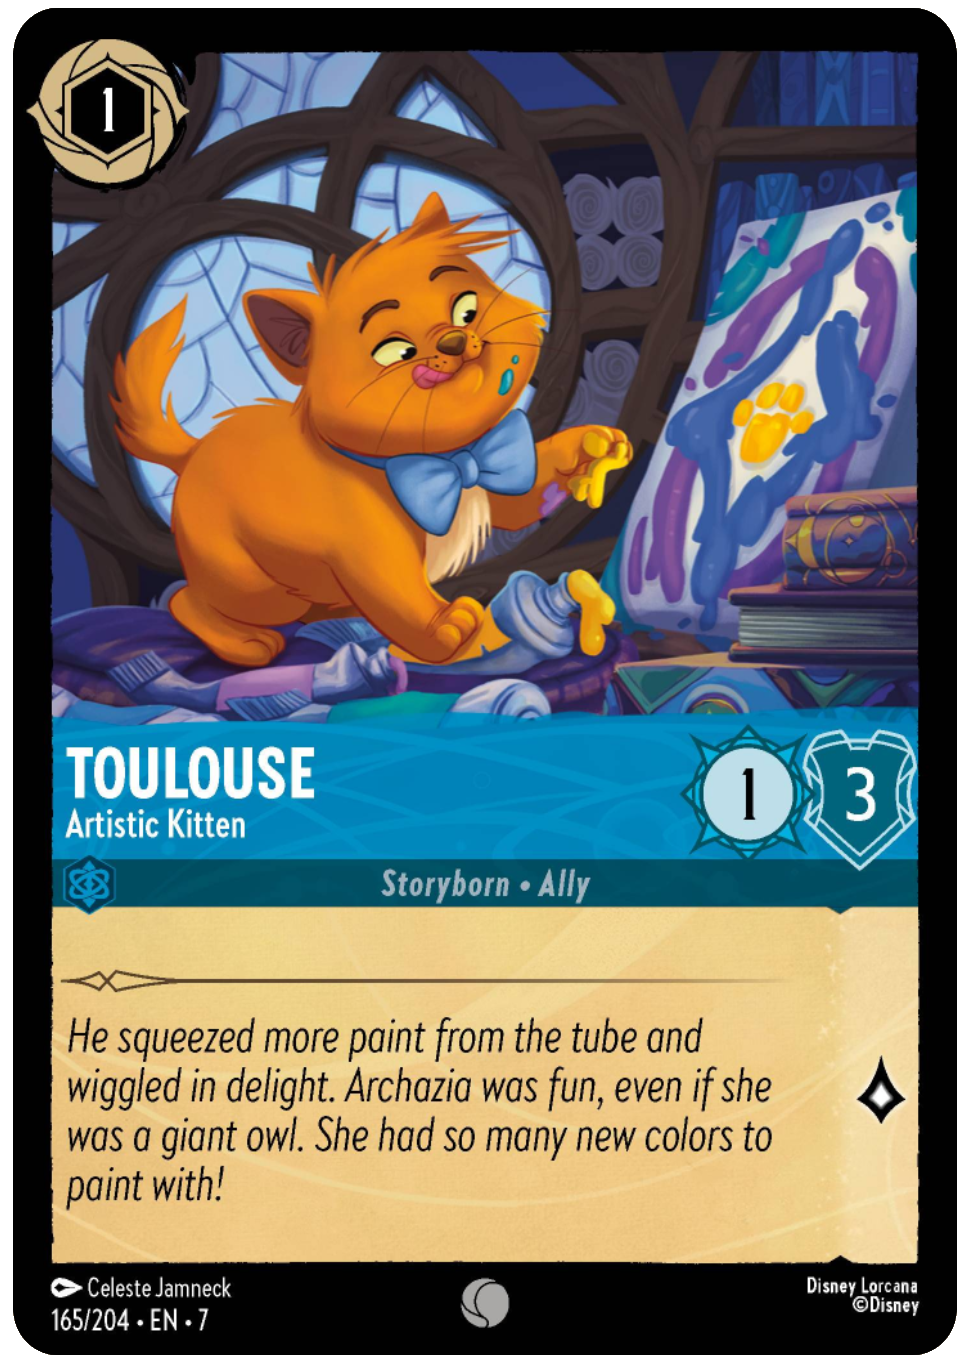 1
TOULOUSE
Artistic Kitten
1
3
Storyborn • Ally
He squeezed more paint from the tube and
wiggled in delight. Archazia was fun, even if she
was a giant owl. She had so many new colors to
paint with!
Celeste Jamneck
165/204 • EN • 7
Disney Lorcana
©Disney